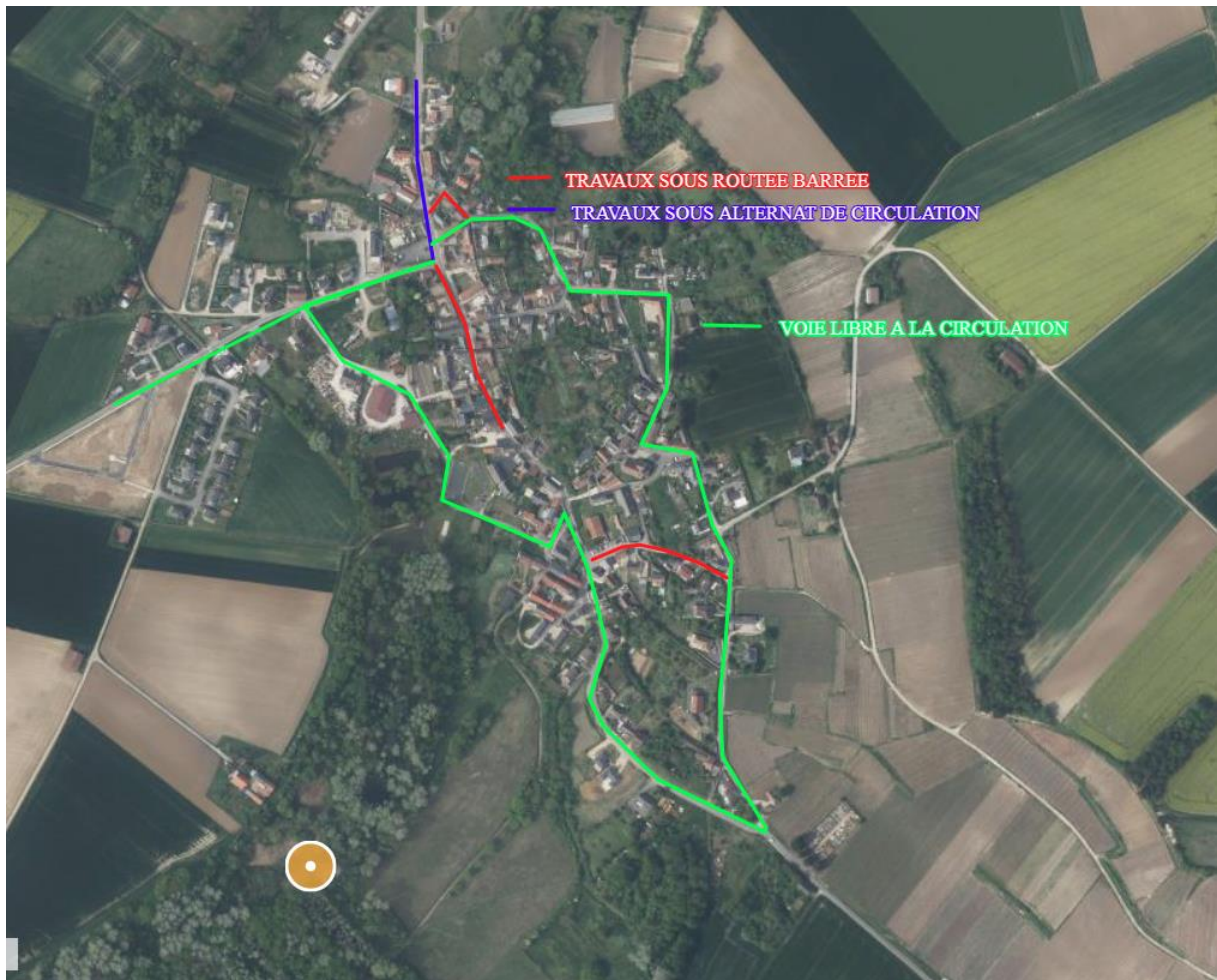 TRAVAUX SOUS ROUTEE BARREE
TRAVAUX SOUS ALTERNAT DE CIRCULATION
VOIE LIBRE A LA CIRCULATION